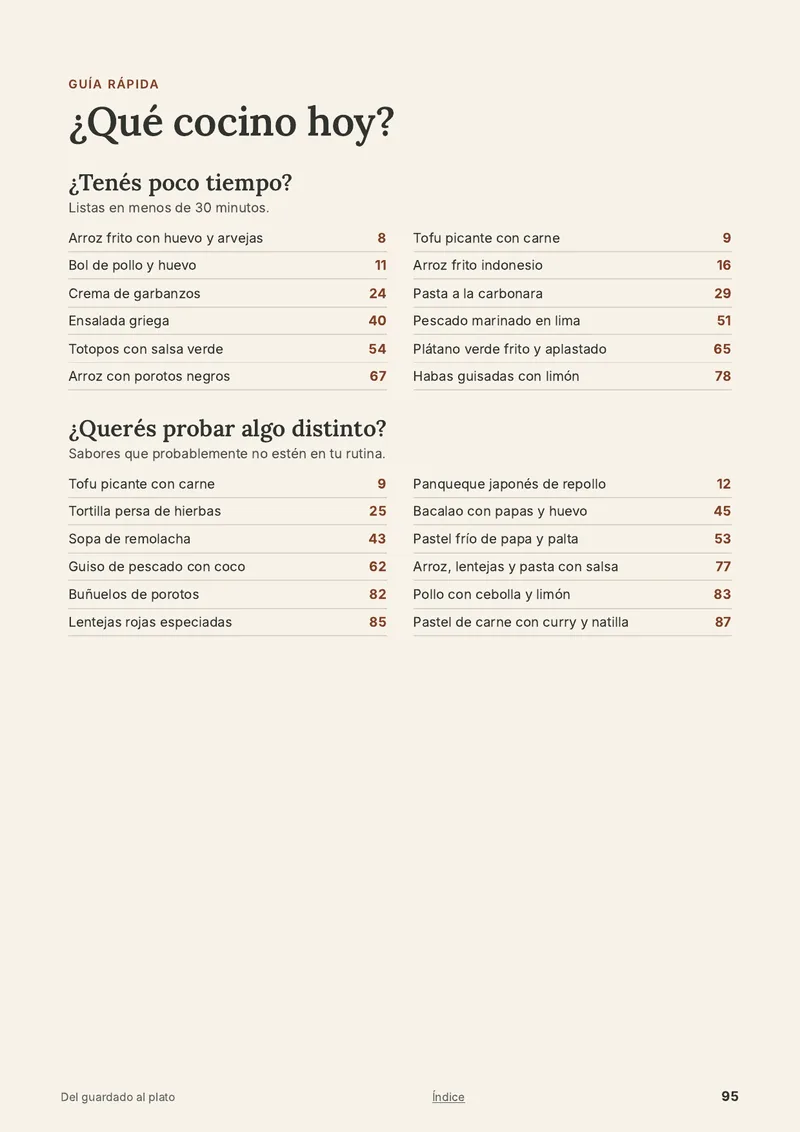 GUÍA RÁPIDA
¿Qué cocino hoy?
¿Tenés poco tiempo?
Listas en menos de 30 minutos.
Arroz frito con huevo y arvejas 8
Tofu picante con carne 9
Bol de pollo y huevo 11
Arroz frito indonesio 16
Crema de garbanzos 24
Pasta a la carbonara 29
Ensalada griega 40
Pescado marinado en lima 51
Totopos con salsa verde 54
Plátano verde frito y aplastado 65
Arroz con porotos negros 67
Habas guisadas con limón 78
¿Querés probar algo distinto?
Sabores que probablemente no estén en tu rutina.
Tofu picante con carne 9
Panqueque japonés de repollo 12
Tortilla persa de hierbas 25
Bacalao con papas y huevo 45
Sopa de remolacha 43
Pastel frío de papa y palta 53
Guiso de pescado con coco 62
Arroz, lentejas y pasta con salsa 77
Buñuelos de porotos 82
Pollo con cebolla y limón 83
Lentejas rojas especiadas 85
Pastel de carne con curry y natilla 87
Del guardado al plato Índice 95